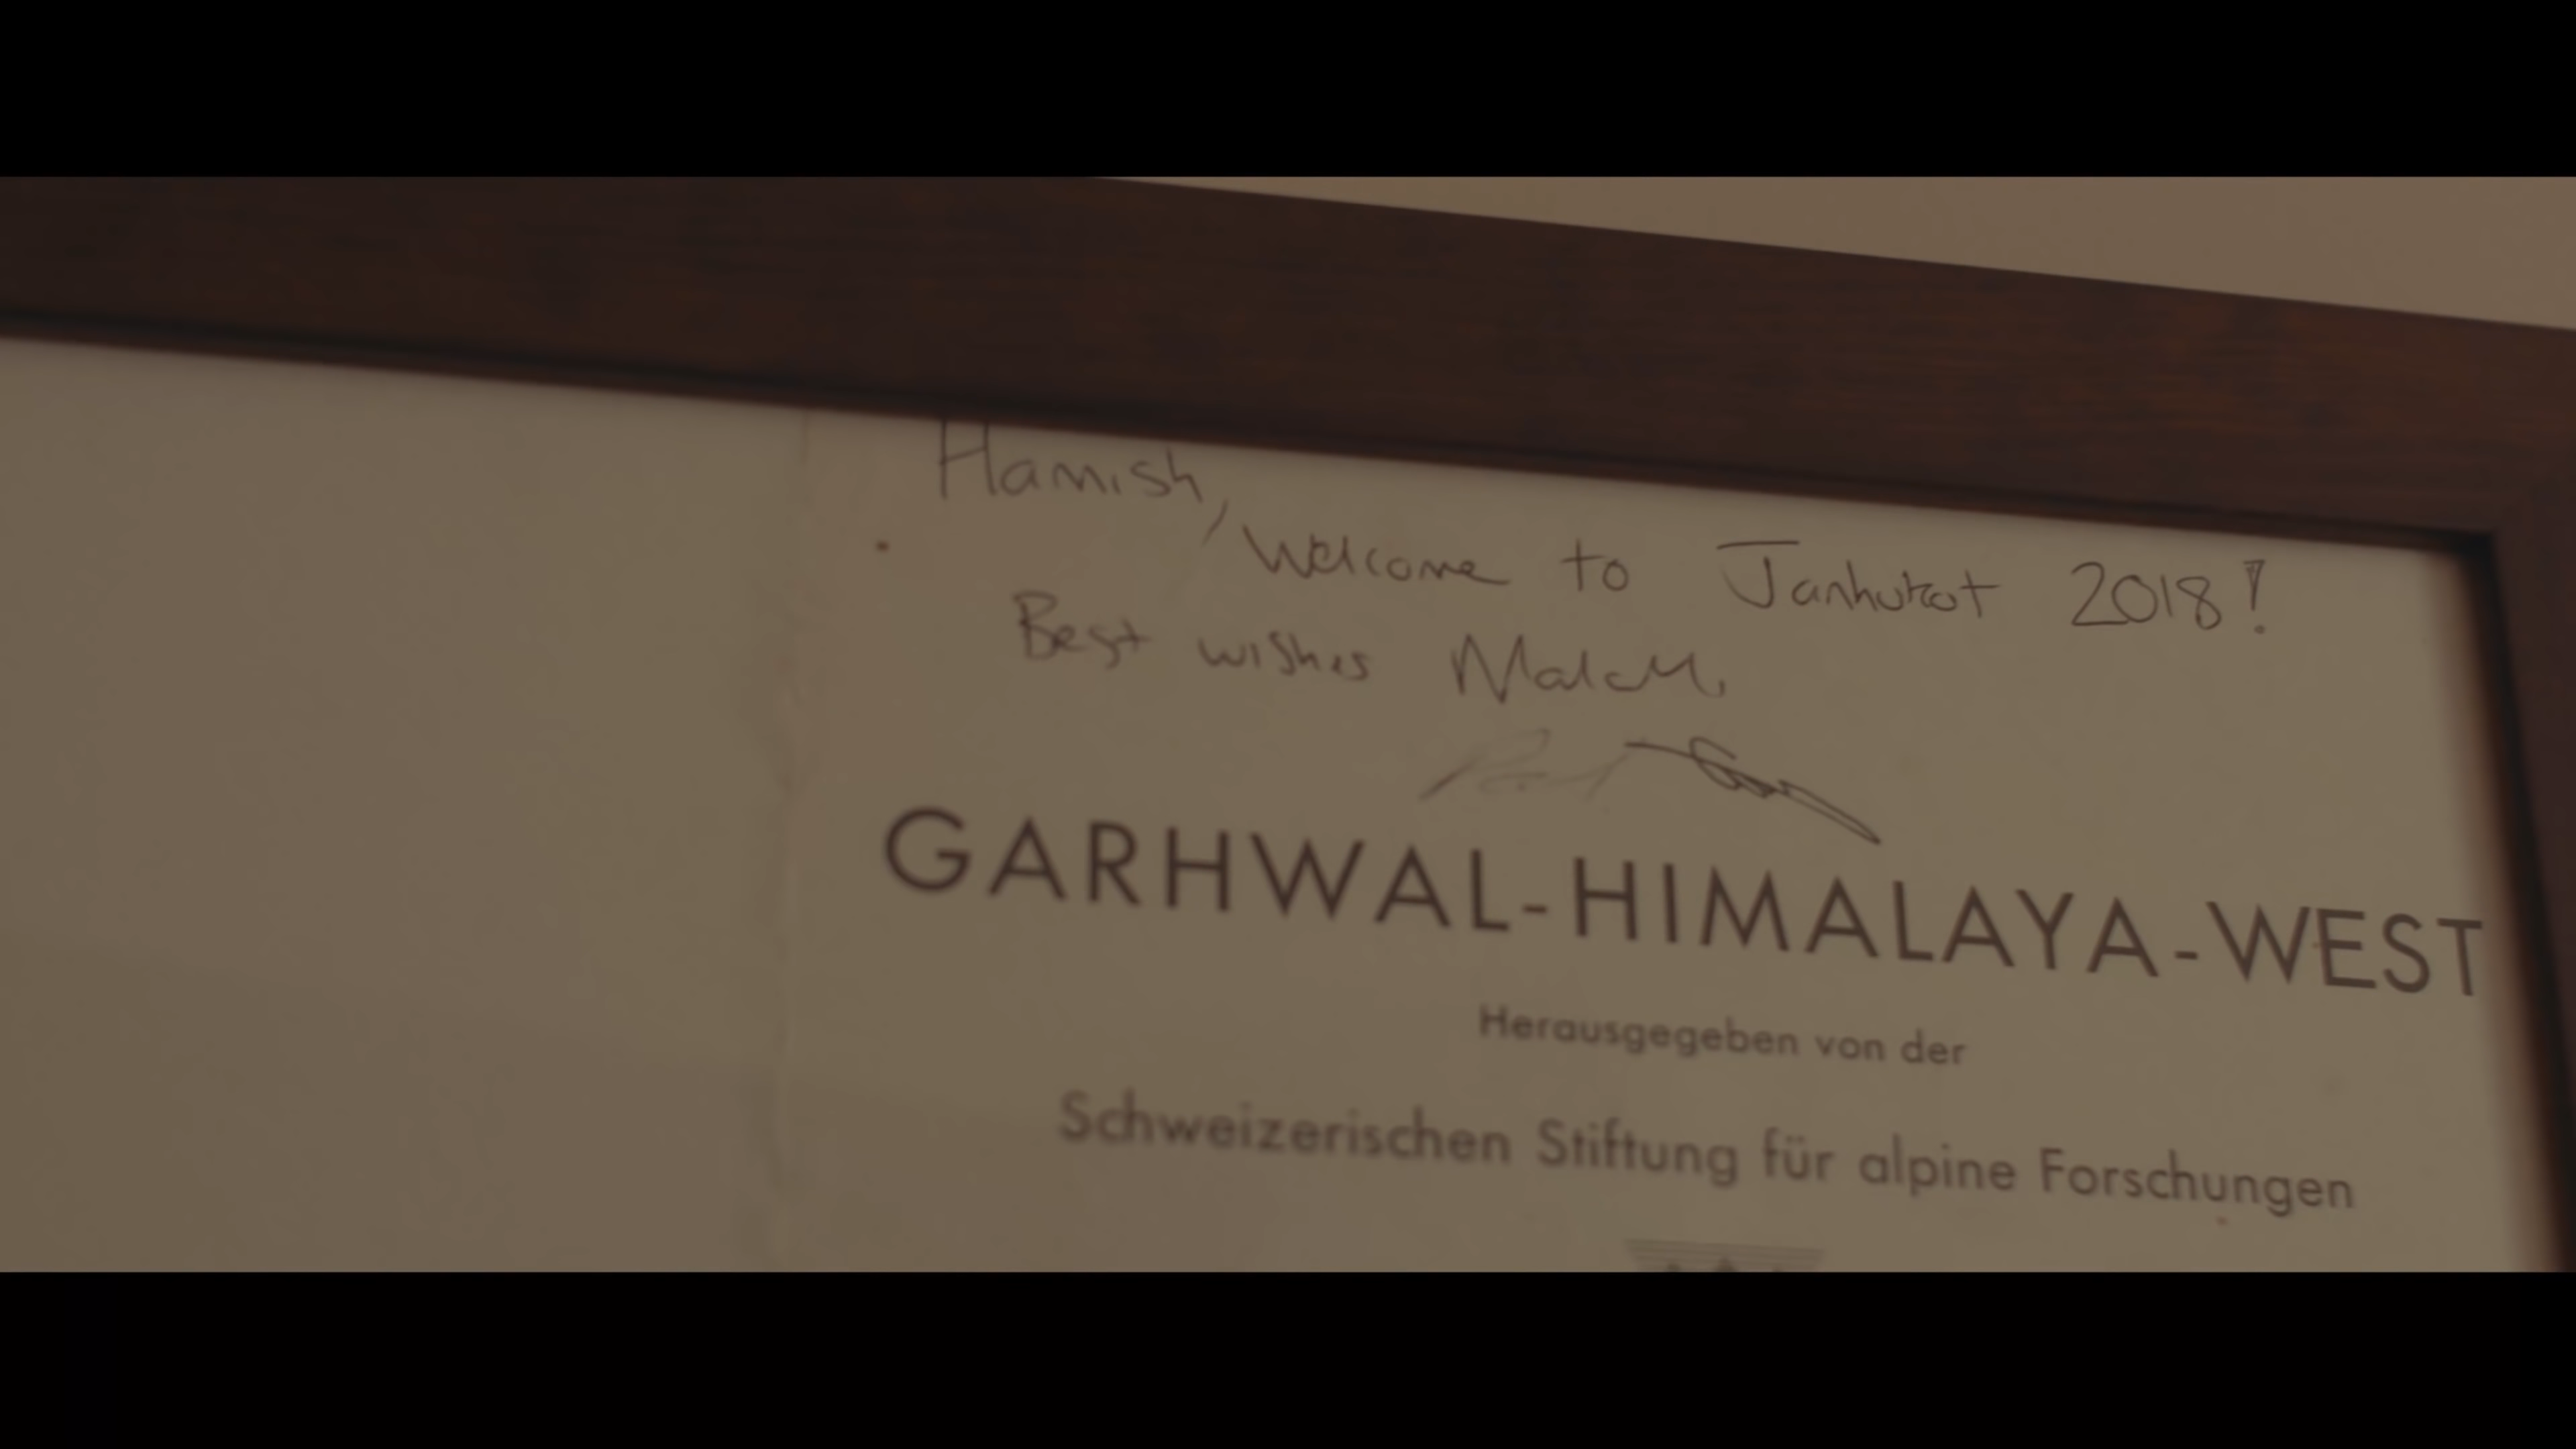 Hamish,
Welcome to Janhukot 2018!
Best wishes Malcolm
GARHWAL-HIMALAYA-WEST
Herausgegeben von der
Schweizerischen Stiftung für alpine Forschungen